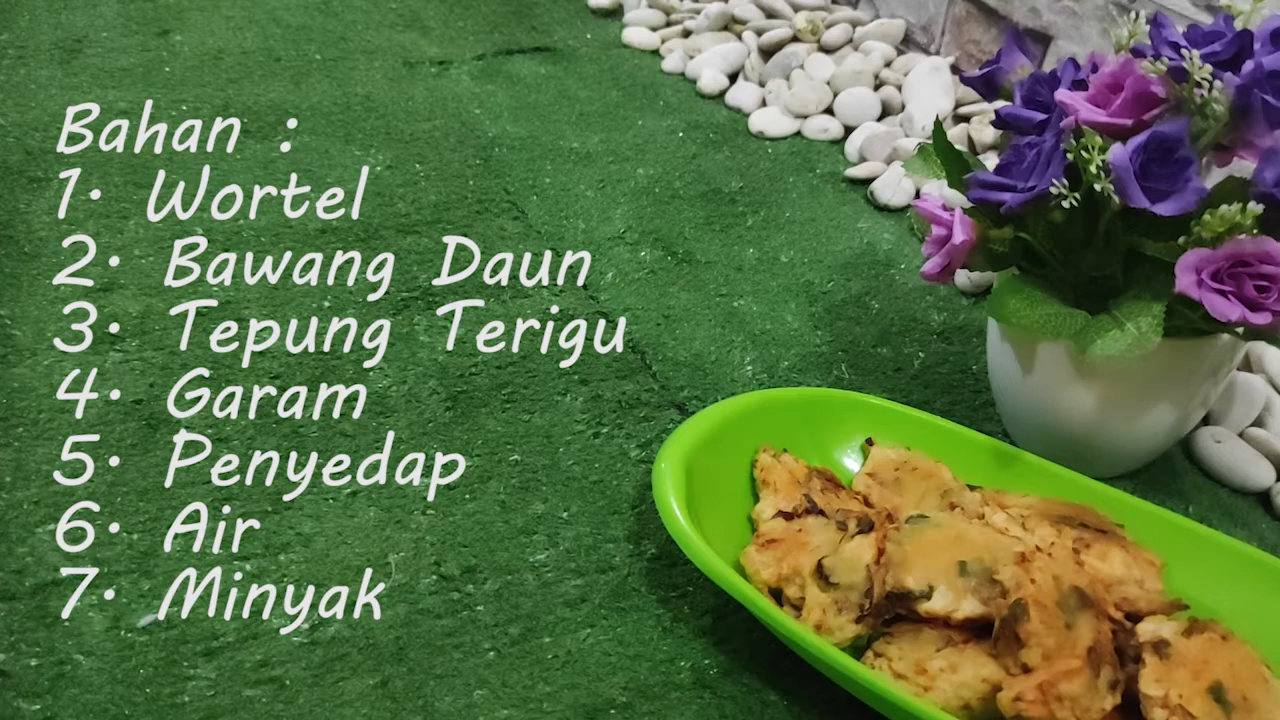 Bahan :
1. Wortel
2. Bawang Daun
3. Tepung Terigu
4. Garam
5. Penyedap
6. Air
7. Minyak